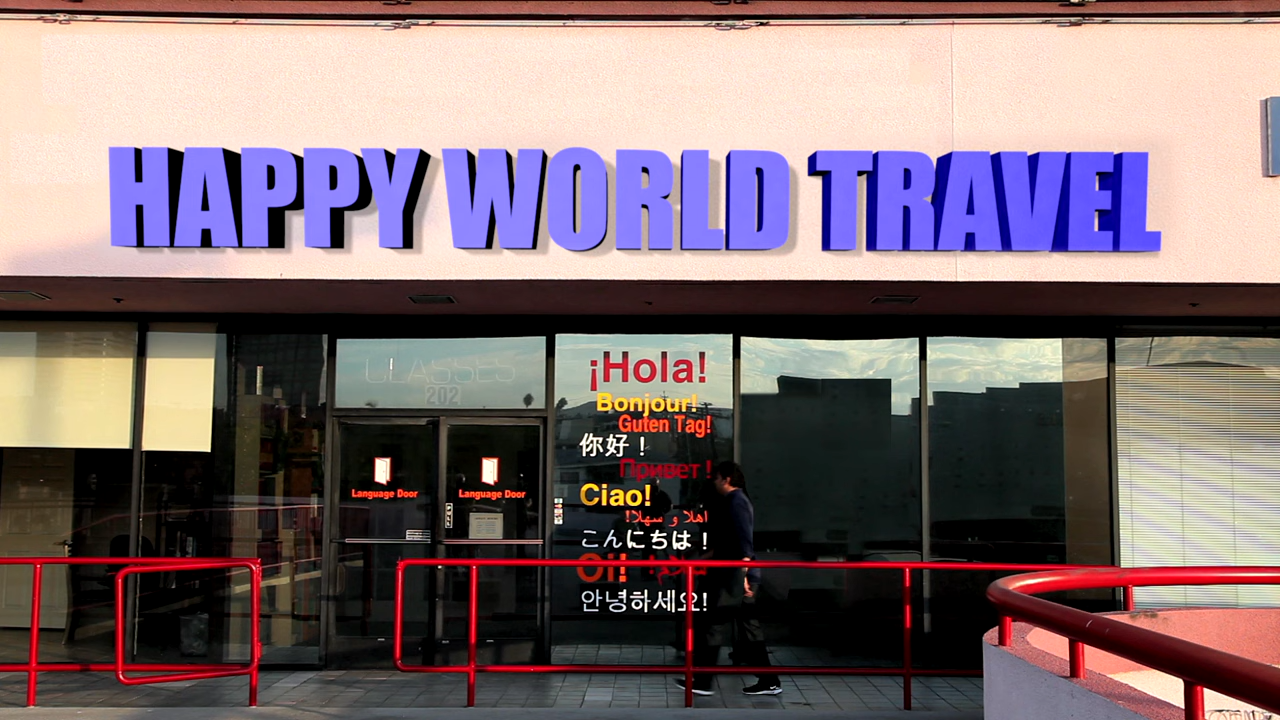 HAPPY WORLD TRAVEL
GLASSES
202
Language Door
Language Door
¡Hola!
Bonjour!
Guten Tag!
你好！
Привет!
Ciao!
اهلا و سهلا!
こんにちは！
Oi!
안녕하세요!